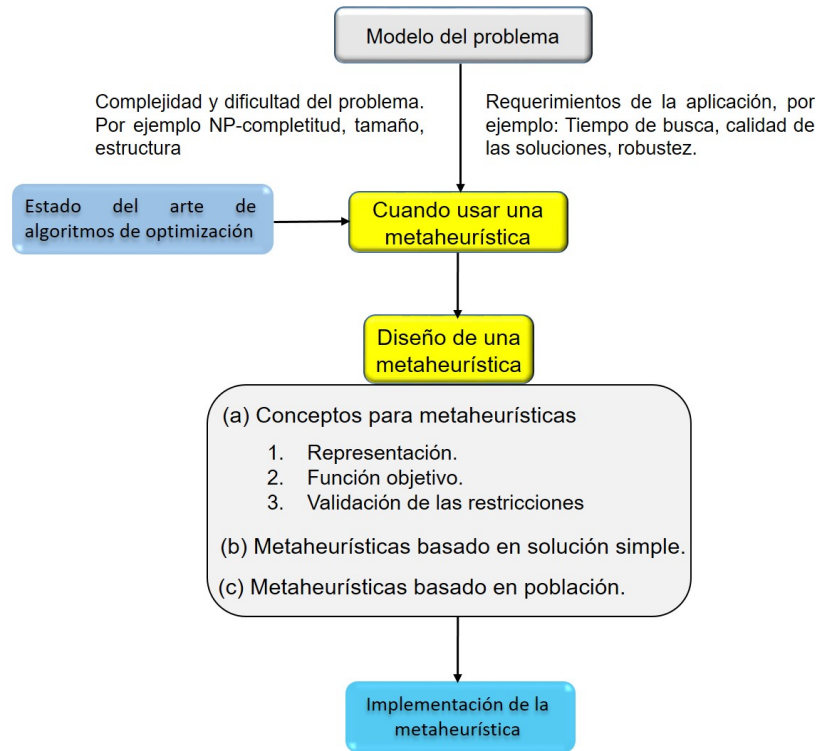 Modelo del problema
Complejidad y dificultad del problema.
Por ejemplo NP-completitud, tamaño,
estructura
Requerimientos de la aplicación, por
ejemplo: Tiempo de busca, calidad de
las soluciones, robustez.
Estado del arte de
algoritmos de optimización
Cuando usar una
metaheurística
Diseño de una
metaheurística
(a) Conceptos para metaheurísticas
1. Representación.
2. Función objetivo.
3. Validación de las restricciones
(b) Metaheurísticas basado en solución simple.
(c) Metaheurísticas basado en población.
Implementación de la
metaheurística